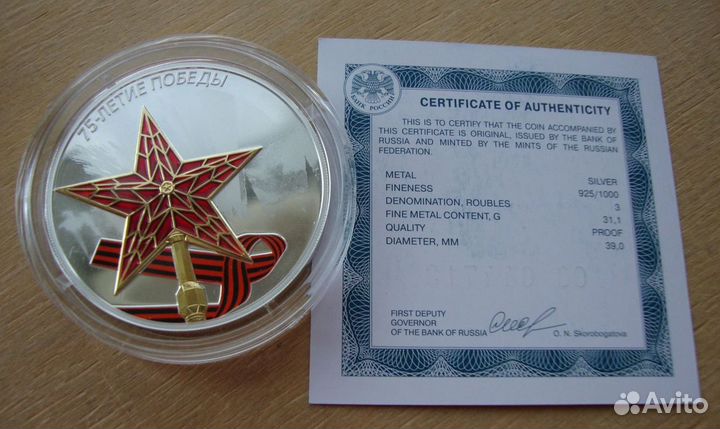 75-ЛЕТИЕ ПОБЕДЫ
БАНК РОССИИ
CERTIFICATE OF AUTHENTICITY
THIS IS TO CERTIFY THAT THE COIN ACCOMPANIED BY
THIS CERTIFICATE IS ORIGINAL, ISSUED BY THE BANK OF
RUSSIA AND MINTED BY THE MINTS OF THE RUSSIAN
FEDERATION.
METAL SILVER
FINENESS 925/1000
DENOMINATION, ROUBLES 3
FINE METAL CONTENT, G 31,1
QUALITY PROOF
DIAMETER, MM 39,0
FIRST DEPUTY
GOVERNOR
OF THE BANK OF RUSSIA O. N. Skorobogatova
Avito